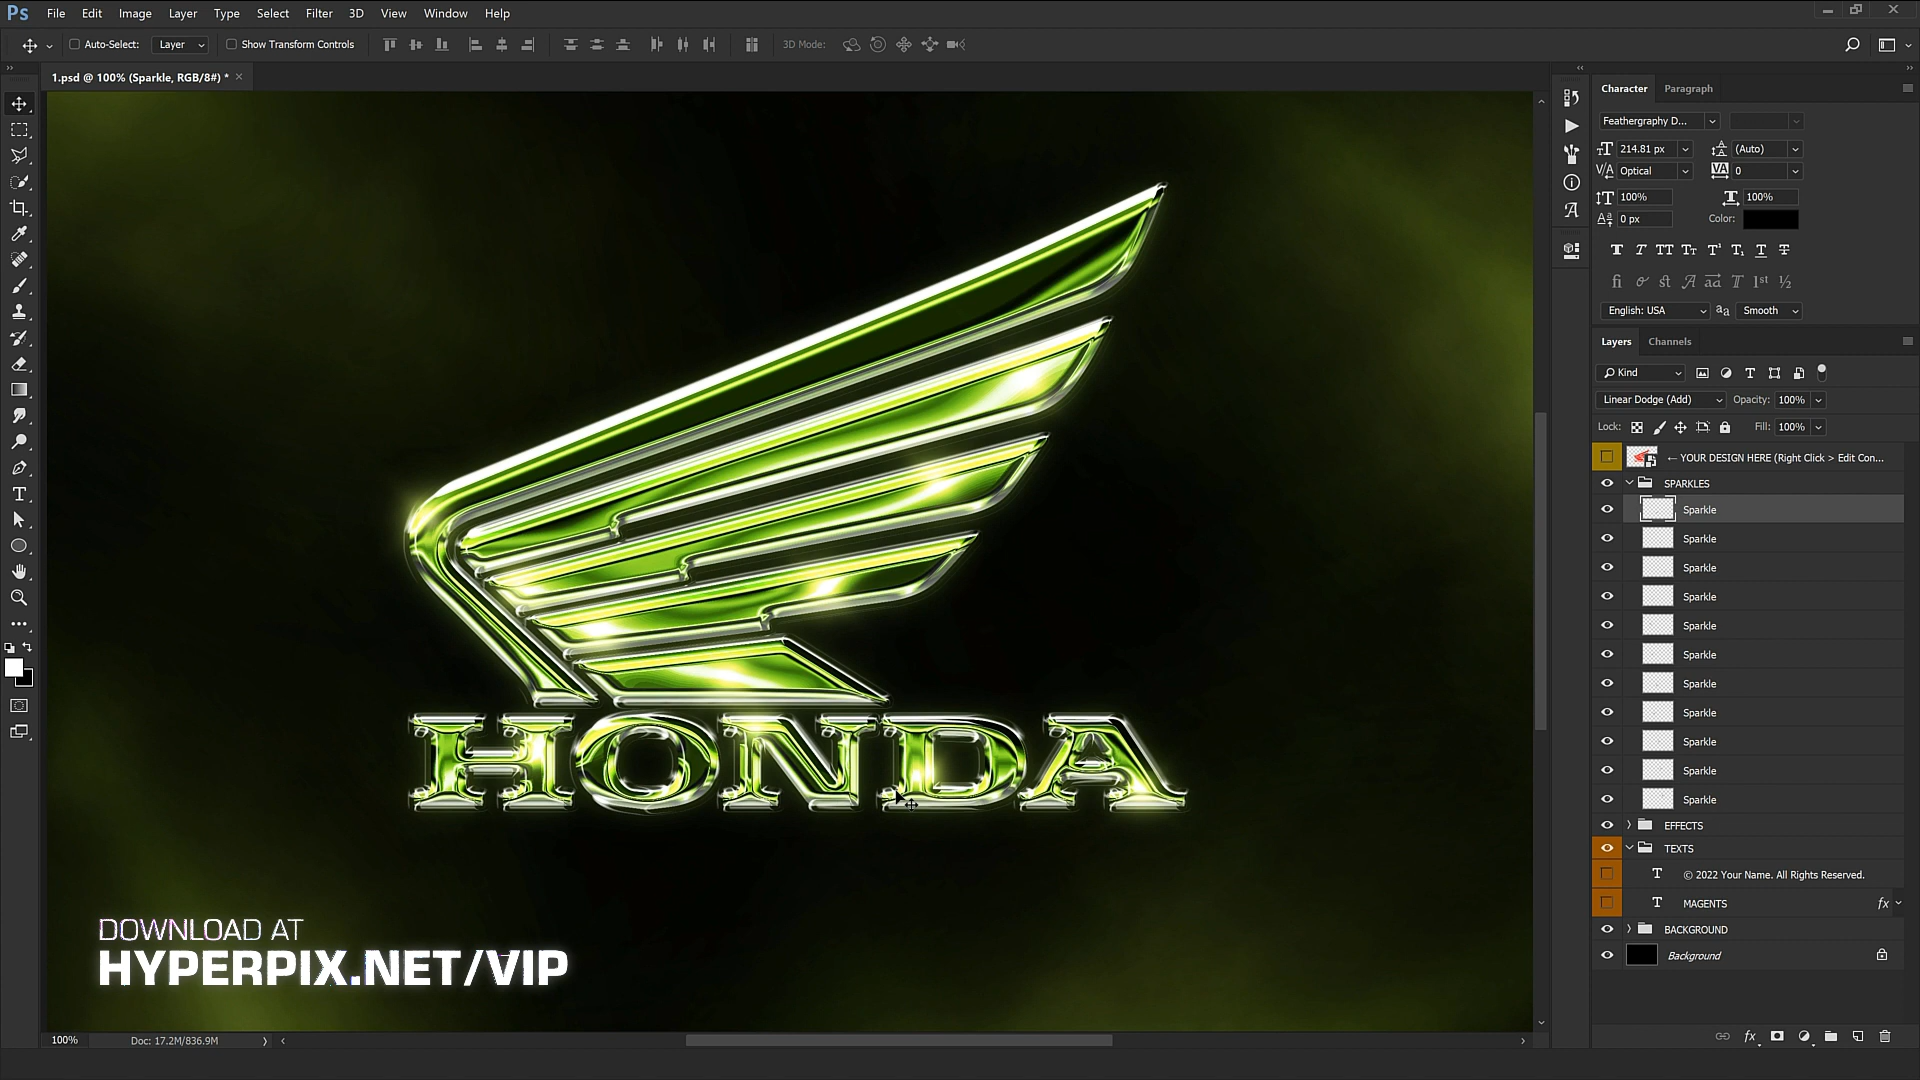 Ps File Edit Image Layer Type Select Filter 3D View Window Help
Auto-Select: Layer Show Transform Controls 3D Mode:
1.psd @ 100% (Sparkle, RGB/8#) *
HONDA
DOWNLOAD AT
HYPERPIX.NET/VIP
100% Doc: 17.2M/836.9M
Character Paragraph
Feathergraphy D...
214.81 px (Auto)
Optical 0
100% 100%
0 px Color:
English: USA Smooth
Layers Channels
Kind
Linear Dodge (Add) Opacity: 100%
Lock: Fill: 100%
← YOUR DESIGN HERE (Right Click > Edit Con...
SPARKLES
Sparkle
Sparkle
Sparkle
Sparkle
Sparkle
Sparkle
Sparkle
Sparkle
Sparkle
Sparkle
Sparkle
EFFECTS
TEXTS
T © 2022 Your Name. All Rights Reserved.
T MAGENTS fx
BACKGROUND
Background
fx